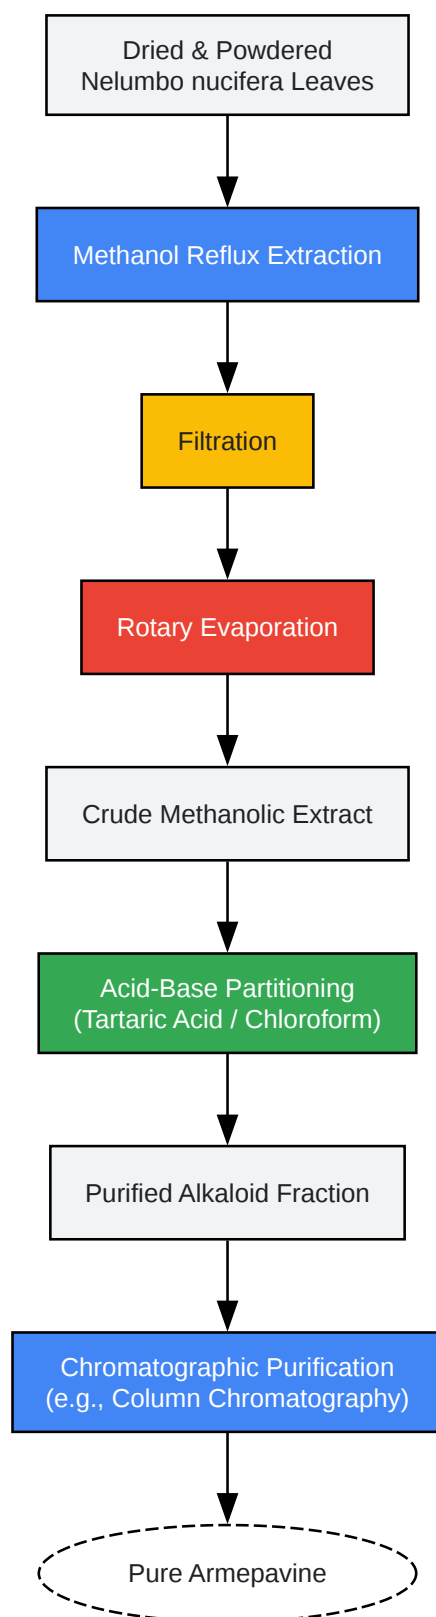 Dried & Powdered
Nelumbo nucifera Leaves
Methanol Reflux Extraction
Filtration
Rotary Evaporation
Crude Methanolic Extract
Acid-Base Partitioning
(Tartaric Acid / Chloroform)
Purified Alkaloid Fraction
Chromatographic Purification
(e.g., Column Chromatography)
Pure Armepavine